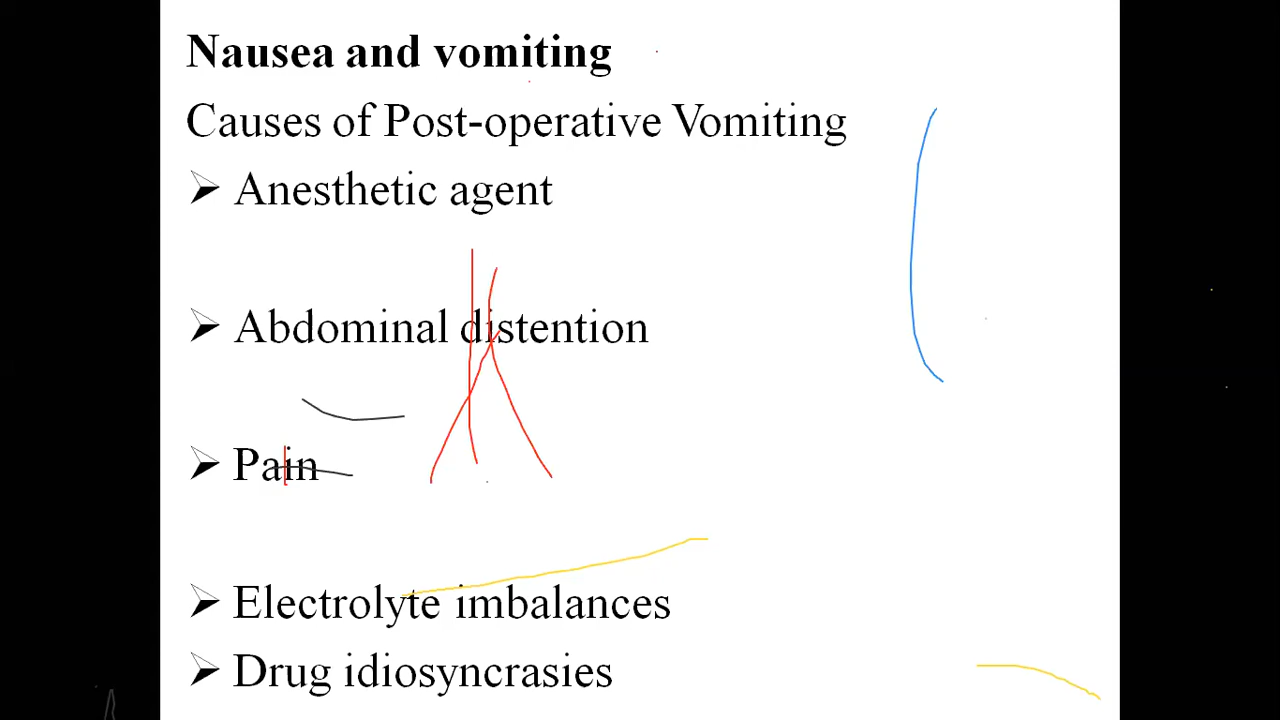 Nausea and vomiting
Causes of Post-operative Vomiting
➢ Anesthetic agent
➢ Abdominal distention
➢ Pain
➢ Electrolyte imbalances
➢ Drug idiosyncrasies